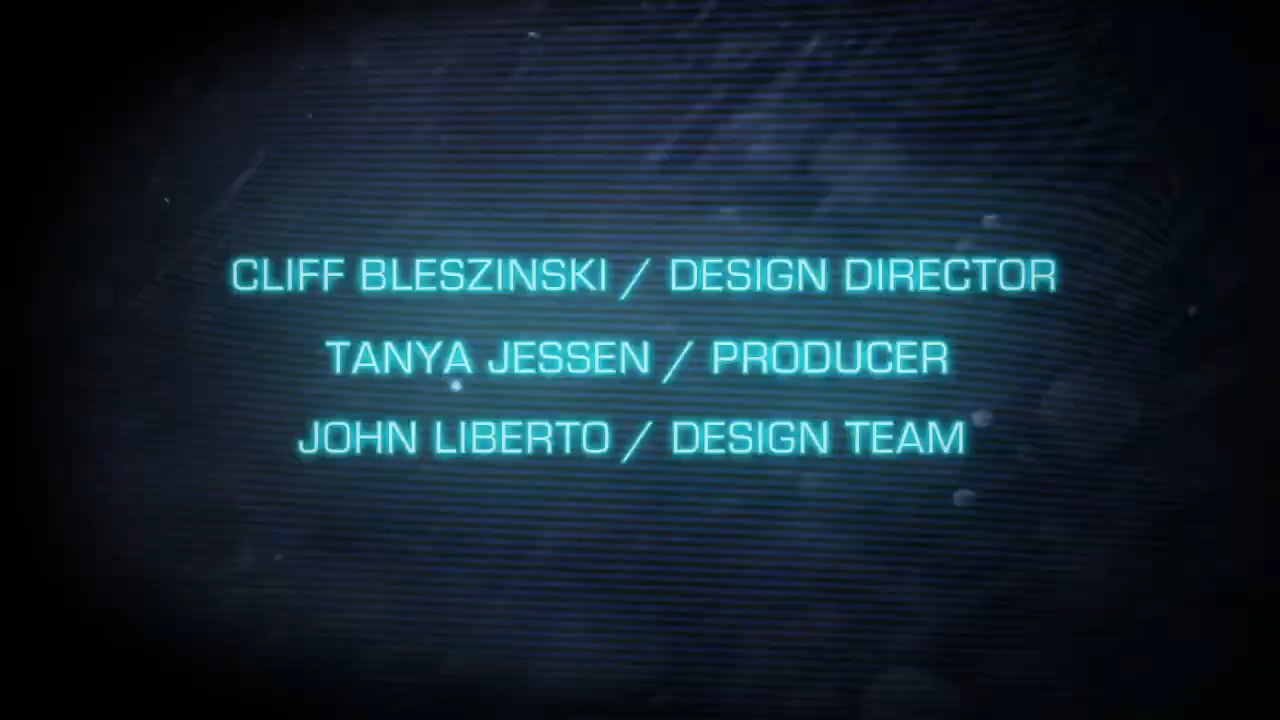 CLIFF BLESZINSKI / DESIGN DIRECTOR
TANYA JESSEN / PRODUCER
JOHN LIBERTO / DESIGN TEAM